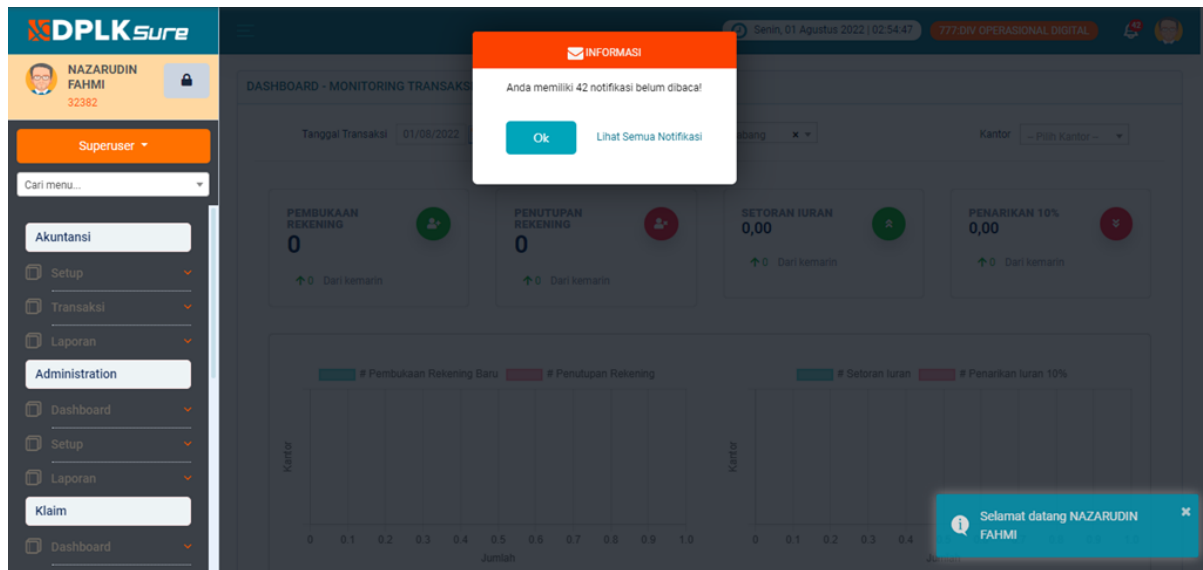 DPLKSure
Senin, 01 Agustus 2022 | 02:54:47
777:DIV OPERASIONAL DIGITAL
42
NAZARUDIN
FAHMI
32382
Superuser
Cari menu...
Akuntansi
Setup
Transaksi
Laporan
Administration
Dashboard
Setup
Laporan
Klaim
Dashboard
INFORMASI
Anda memiliki 42 notifikasi belum dibaca!
Ok
Lihat Semua Notifikasi
DASHBOARD - MONITORING TRANSAKS
Tanggal Transaksi
01/08/2022
abang
× 
Kantor
-- Pilih Kantor --
PEMBUKAAN
REKENING
0
0 Dari kemarin
PENUTUPAN
REKENING
0
0 Dari kemarin
SETORAN IURAN
0,00
0 Dari kemarin
PENARIKAN 10%
0,00
0 Dari kemarin
# Pembukaan Rekening Baru
# Penutupan Rekening
Kantor
0 0.1 0.2 0.3 0.4 0.5 0.6 0.7 0.8 0.9 1.0
Jumlah
# Setoran Iuran
# Penarikan Iuran 10%
Kantor
0 0.1 0.2 0.3 0.4
Selamat datang NAZARUDIN
FAHMI
×